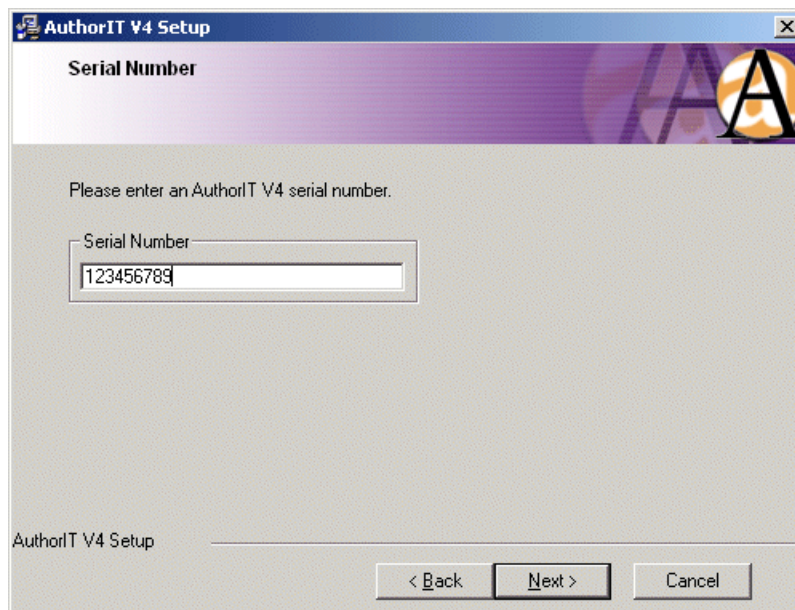 AuthorIT V4 Setup
Serial Number
Please enter an AuthorIT V4 serial number.
Serial Number
123456789
AuthorIT V4 Setup
< Back Next > Cancel